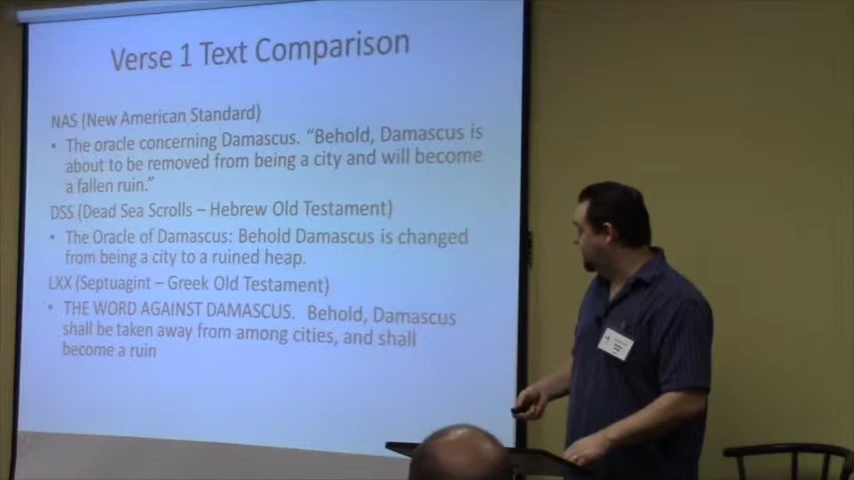 Verse 1 Text Comparison
NAS (New American Standard)
• The oracle concerning Damascus. "Behold, Damascus is
about to be removed from being a city and will become
a fallen ruin."
DSS (Dead Sea Scrolls – Hebrew Old Testament)
• The Oracle of Damascus: Behold Damascus is changed
from being a city to a ruined heap.
LXX (Septuagint – Greek Old Testament)
• THE WORD AGAINST DAMASCUS. Behold, Damascus
shall be taken away from among cities, and shall
become a ruin